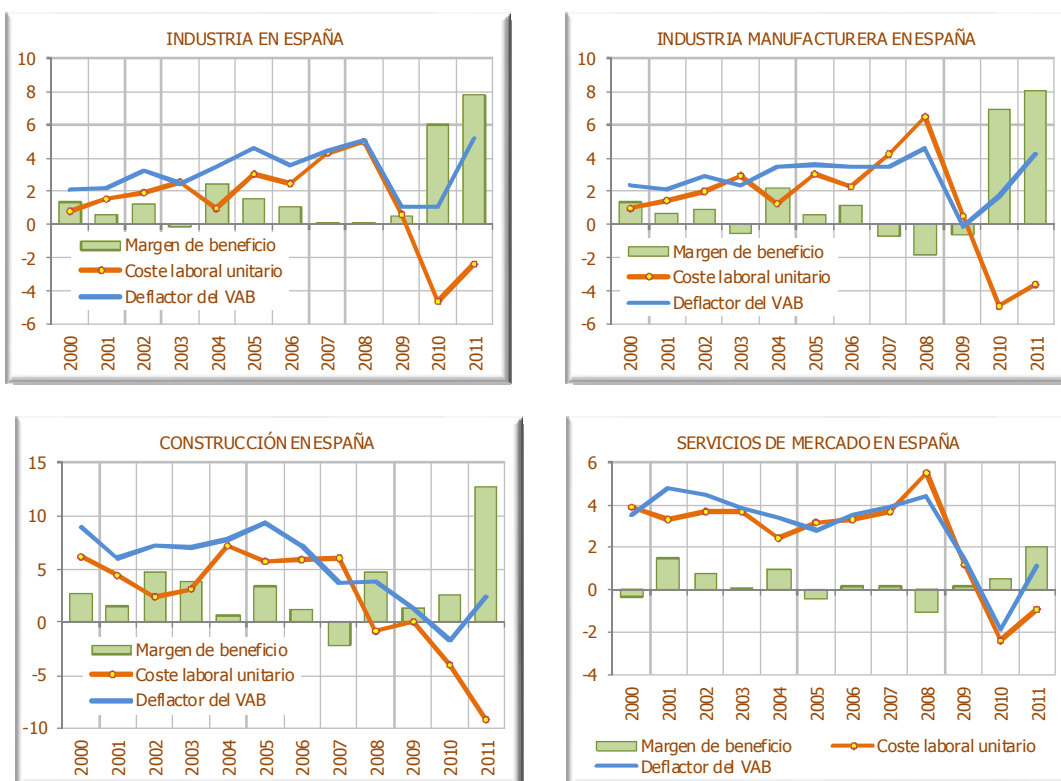 INDUSTRIA EN ESPAÑA
10
8
6
4
2
0
-2
-4
-6
Margen de beneficio
Coste laboral unitario
Deflactor del VAB
2000 2001 2002 2003 2004 2005 2006 2007 2008 2009 2010 2011
INDUSTRIA MANUFACTURERA EN ESPAÑA
10
8
6
4
2
0
-2
-4
-6
Margen de beneficio
Coste laboral unitario
Deflactor del VAB
2000 2001 2002 2003 2004 2005 2006 2007 2008 2009 2010 2011
CONSTRUCCIÓN EN ESPAÑA
15
10
5
0
-5
-10
Margen de beneficio
Coste laboral unitario
Deflactor del VAB
2000 2001 2002 2003 2004 2005 2006 2007 2008 2009 2010 2011
SERVICIOS DE MERCADO EN ESPAÑA
6
4
2
0
-2
-4
2000 2001 2002 2003 2004 2005 2006 2007 2008 2009 2010 2011
Margen de beneficio Coste laboral unitario
Deflactor del VAB